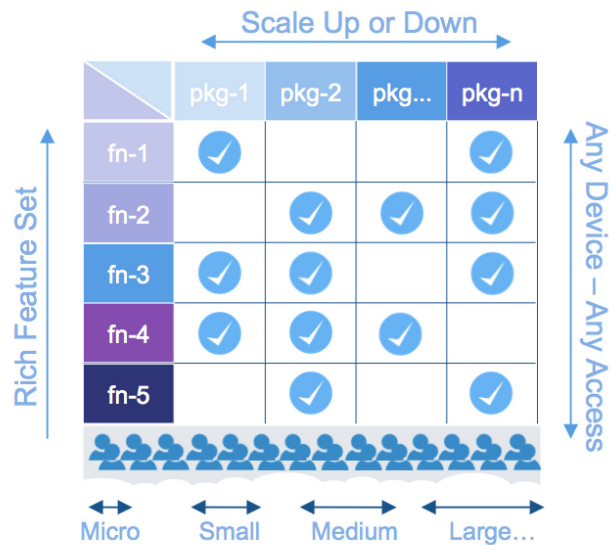 Scale Up or Down
pkg-1 pkg-2 pkg... pkg-n
Rich Feature Set
fn-1
fn-2
fn-3
fn-4
fn-5
Any Device – Any Access
Micro Small Medium Large...